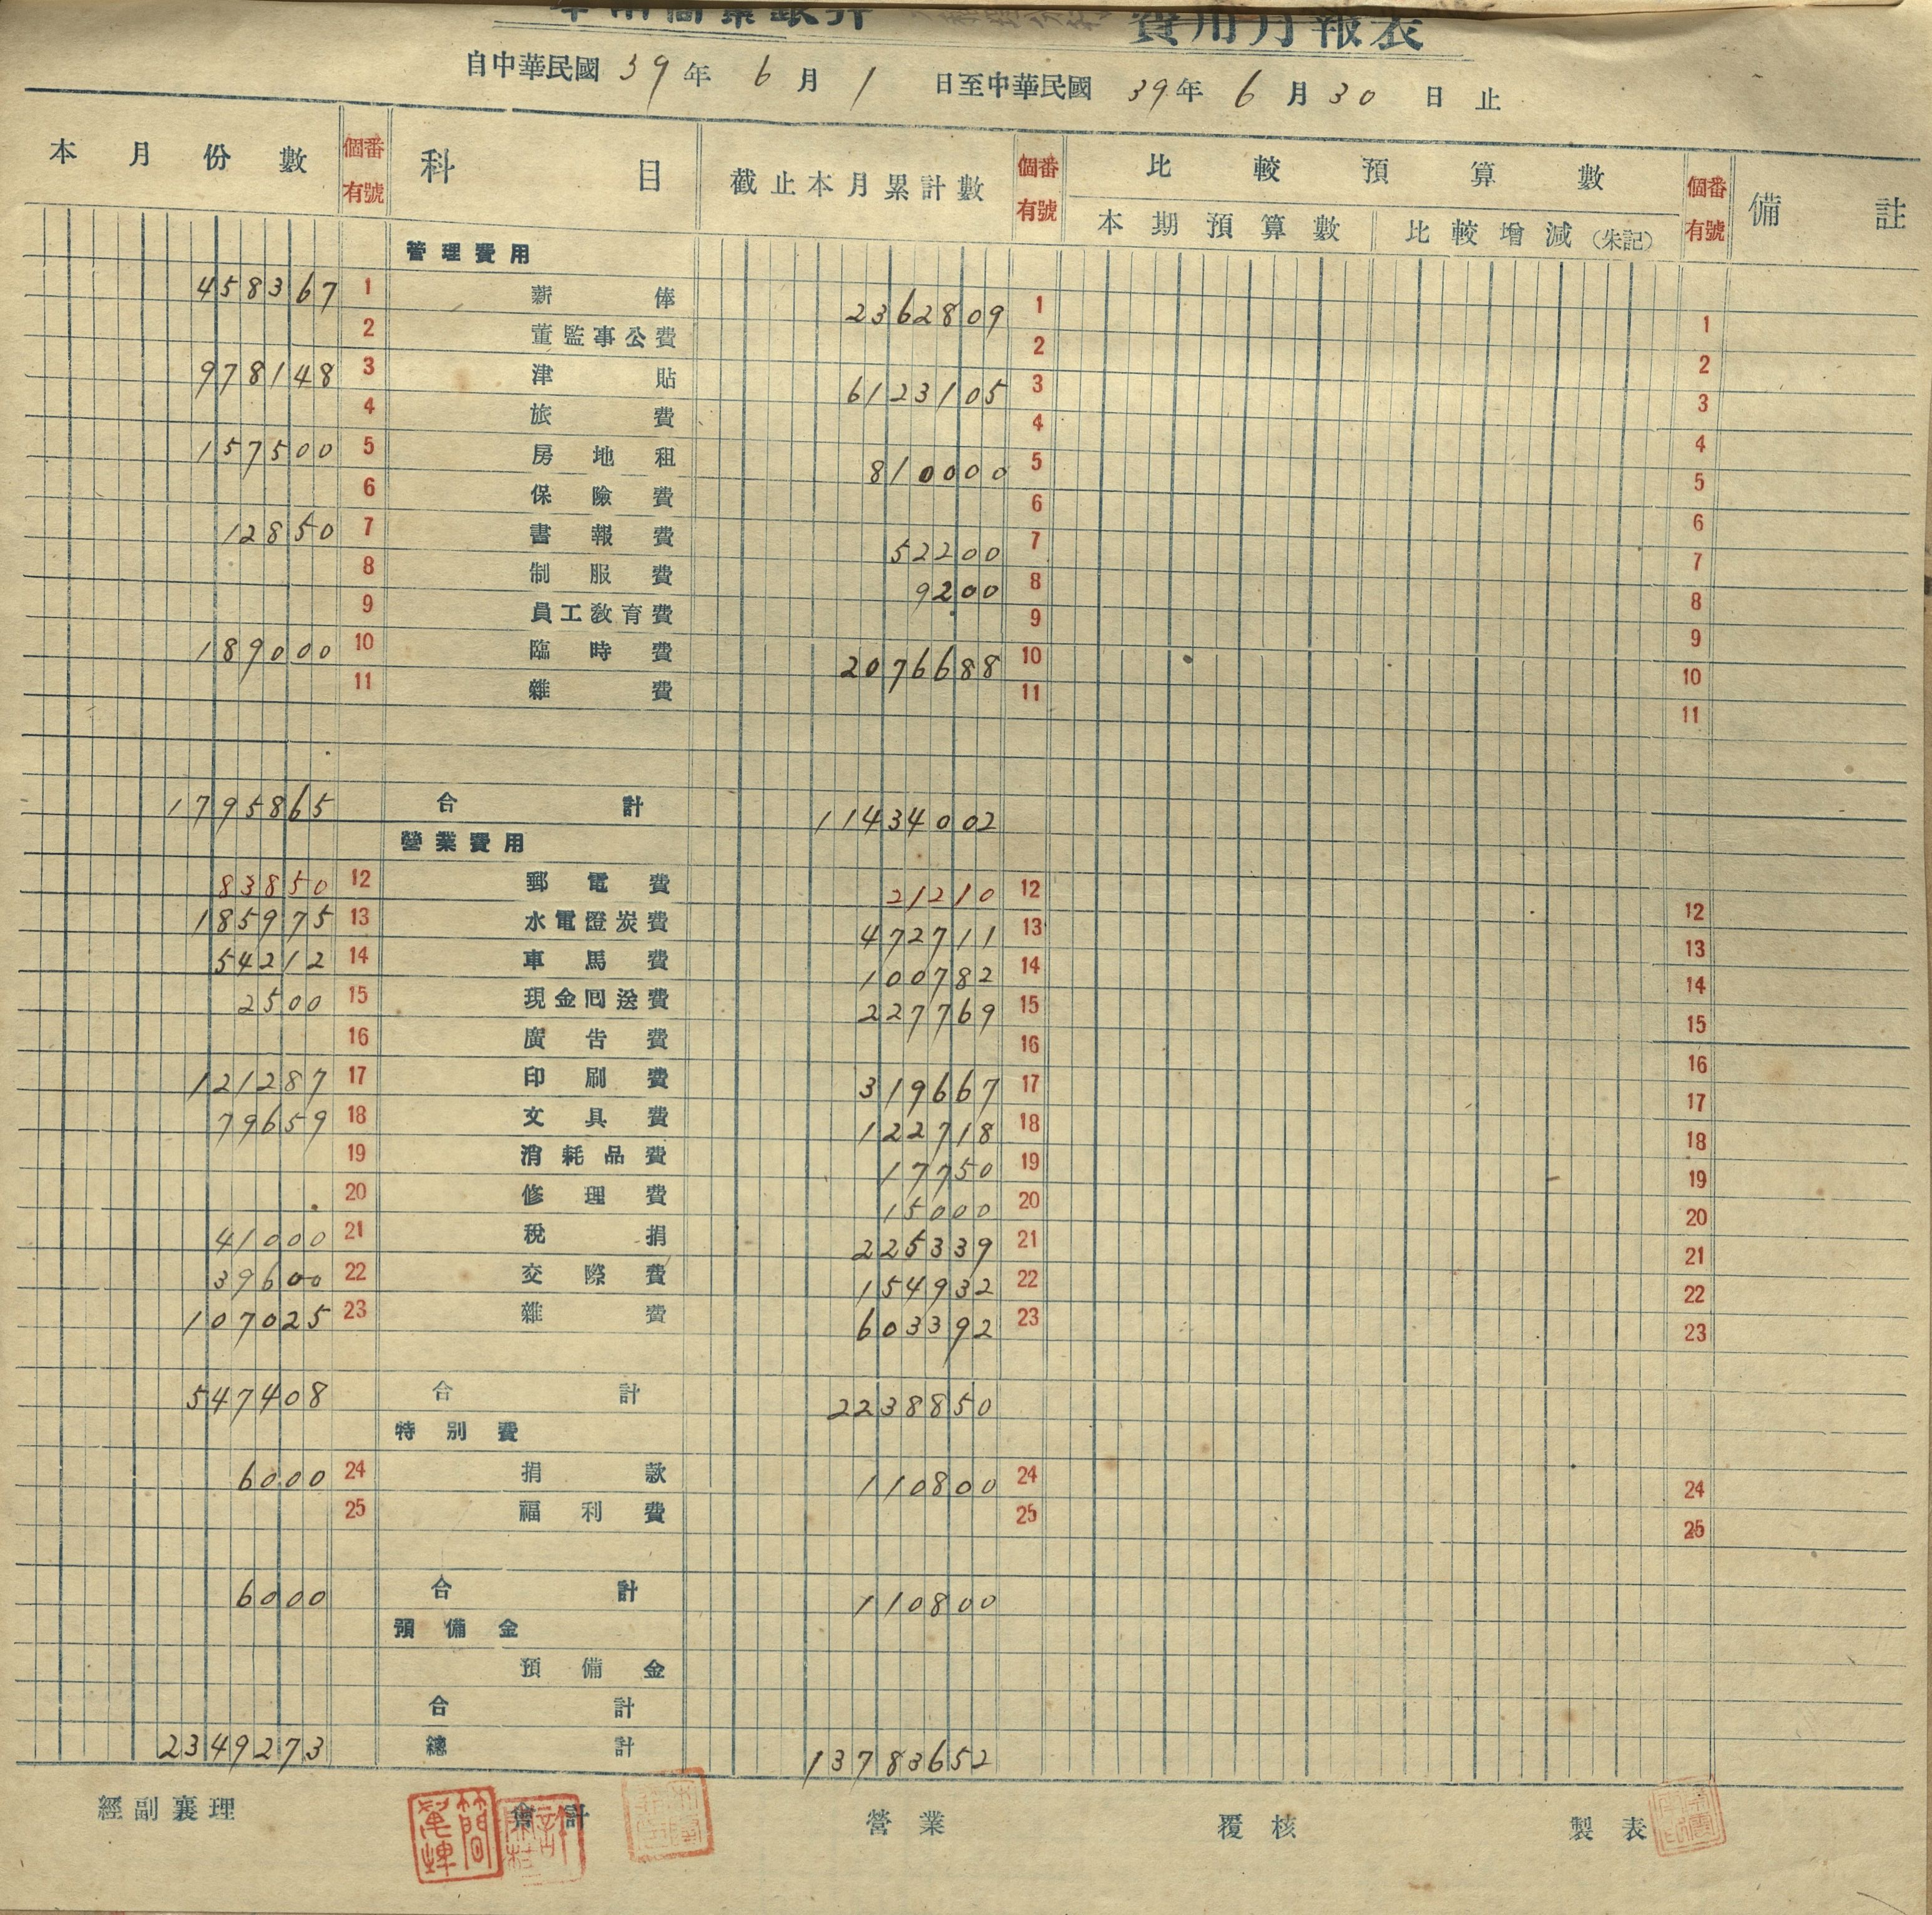 華南商業銀行 費用月報表
自中華民國 39 年 6 月 1 日至中華民國 39 年 6 月 30 日止
本月份數 個有番號 科目 截止本月累計數 個有番號 比較預算數 個有番號 備註
本期預算數 比較增減(朱記)
管理費用
458367 1 薪俸 2362809 1 1
2 董監事公費 2 2
978148 3 津貼 6123105 3 3
4 旅費 4 4
157500 5 房地租 810000 5 5
6 保險費 6 6
12850 7 書報費 52200 7 7
8 制服費 9200 8 8
9 員工教育費 9 9
189000 10 臨時費 2076688 10 10
11 雜費 11 11
1795865 合計 11434002
營業費用
83850 12 郵電費 21210 12 12
185975 13 水電燈炭費 472711 13 13
54212 14 車馬費 100782 14 14
2500 15 現金回送費 227769 15 15
16 廣告費 16 16
121287 17 印刷費 319667 17 17
79659 18 文具費 122718 18 18
19 消耗品費 17750 19 19
20 修理費 15000 20 20
41000 21 稅捐 225339 21 21
39600 22 交際費 154932 22 22
107025 23 雜費 603392 23 23
547408 合計 2238850
特別費
6000 24 捐款 110800 24 24
25 福利費 25 25
6000 合計 110800
預備金
預備金
合計
2349273 總計 13783652
經副襄理 會計 營業 覆核 製表